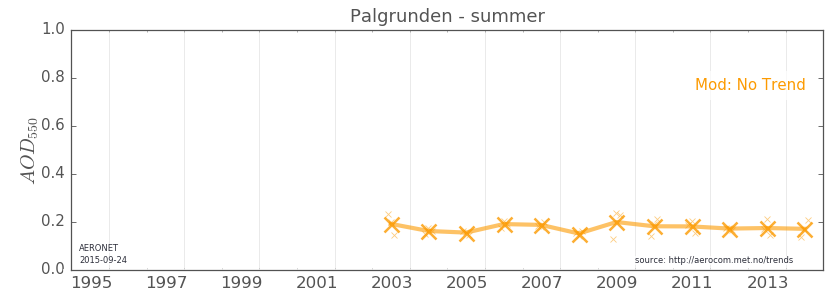 Palgrunden - summer
1.0
0.8
0.6
0.4
0.2
0.0
AOD550
Mod: No Trend
AERONET
2015-09-24
source: http://aerocom.met.no/trends
1995 1997 1999 2001 2003 2005 2007 2009 2011 2013